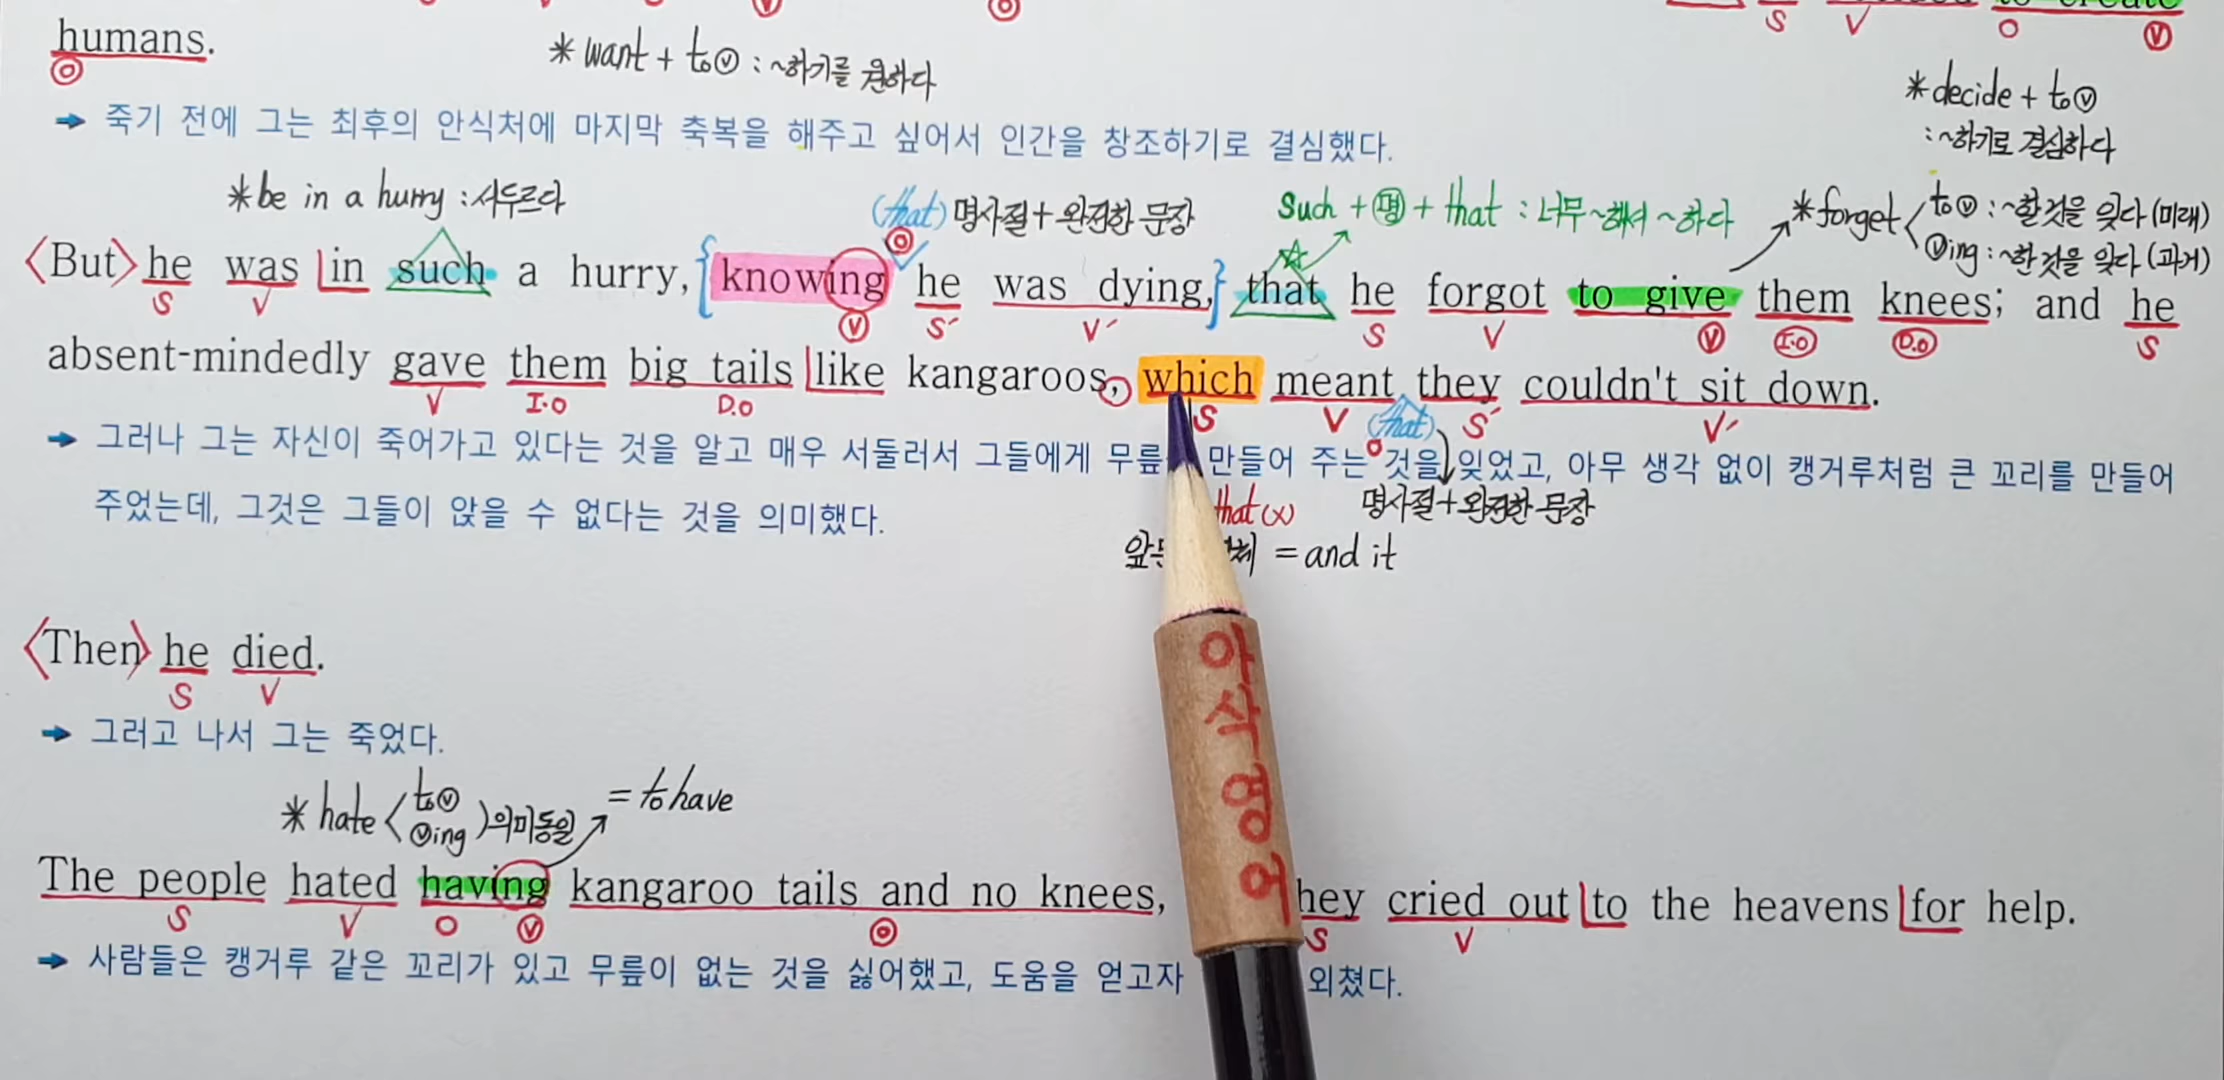 S V O Ⓥ
humans.
Ⓞ
*want + toⓥ : ~하기를 원하다
*decide + toⓥ
: ~하기로 결심하다
➡ 죽기 전에 그는 최후의 안식처에 마지막 축복을 해주고 싶어서 인간을 창조하기로 결심했다.
*be in a hurry : 서두르다
(that) 명사절+완전한 문장
Such + 명 + that : 너무 ~해서 ~하다
*forget < toⓥ : ~할것을 잊다 (미래)
ⓥing : ~한것을 잊다 (과거)
<But> he was in such a hurry, {knowing he was dying,} that he forgot to give them knees; and he
S V Ⓥ S′ V′ S V Ⓥ I·O D.O S
absent-mindedly gave them big tails like kangaroos, which meant they couldn't sit down.
V I·O D.O S V (that) S′ V′
➡ 그러나 그는 자신이 죽어가고 있다는 것을 알고 매우 서둘러서 그들에게 무릎 만들어 주는 것을 잊었고, 아무 생각 없이 캥거루처럼 큰 꼬리를 만들어
주었는데, 그것은 그들이 앉을 수 없다는 것을 의미했다.
that(x) 명사절+완전한 문장
= and it
<Then> he died.
S V
➡ 그러고 나서 그는 죽었다.
* hate < toⓥ ⓥing )의미동일 = to have
The people hated having kangaroo tails and no knees, hey cried out to the heavens for help.
S V O Ⓥ Ⓞ S V
➡ 사람들은 캥거루 같은 꼬리가 있고 무릎이 없는 것을 싫어했고, 도움을 얻고자 외쳤다.
아삭영어